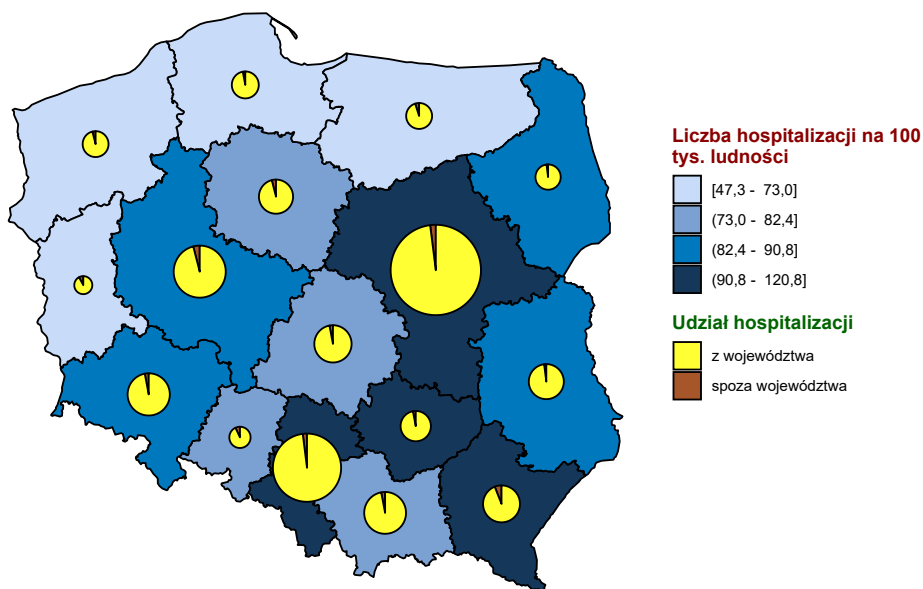 Liczba hospitalizacji na 100
tys. ludności
[47,3 - 73,0]
(73,0 - 82,4]
(82,4 - 90,8]
(90,8 - 120,8]
Udział hospitalizacji
z województwa
spoza województwa